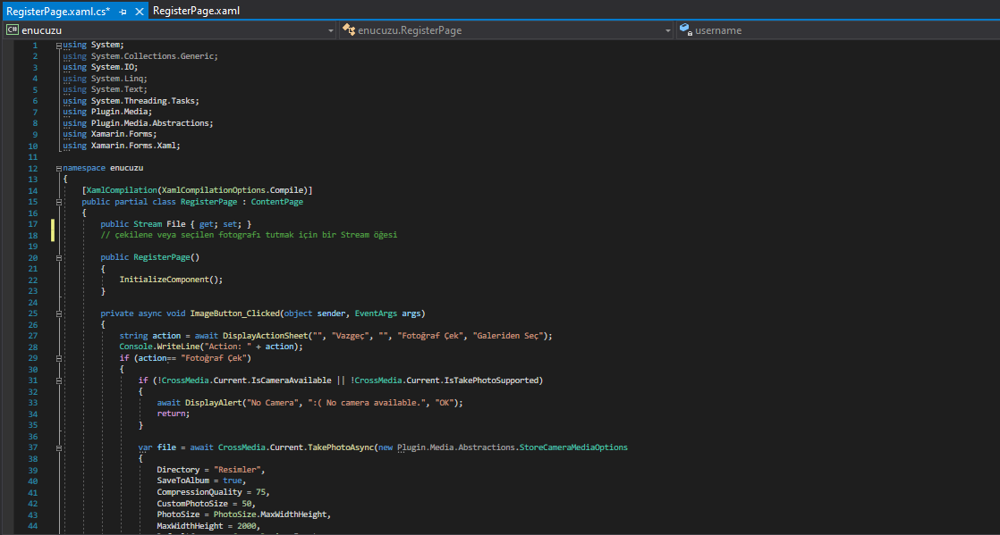 RegisterPage.xaml.cs* RegisterPage.xaml
C# enucuzu enucuzu.RegisterPage username
1 using System;
2 using System.Collections.Generic;
3 using System.IO;
4 using System.Linq;
5 using System.Text;
6 using System.Threading.Tasks;
7 using Plugin.Media;
8 using Plugin.Media.Abstractions;
9 using Xamarin.Forms;
10 using Xamarin.Forms.Xaml;
11
12 namespace enucuzu
13 {
14 [XamlCompilation(XamlCompilationOptions.Compile)]
15 public partial class RegisterPage : ContentPage
16 {
17 public Stream File { get; set; }
18 // çekilene veya seçilen fotografı tutmak için bir Stream öğesi
19
20 public RegisterPage()
21 {
22 InitializeComponent();
23 }
24
25 private async void ImageButton_Clicked(object sender, EventArgs args)
26 {
27 string action = await DisplayActionSheet("", "Vazgeç", "", "Fotoğraf Çek", "Galeriden Seç");
28 Console.WriteLine("Action: " + action);
29 if (action== "Fotoğraf Çek")
30 {
31 if (!CrossMedia.Current.IsCameraAvailable || !CrossMedia.Current.IsTakePhotoSupported)
32 {
33 await DisplayAlert("No Camera", ":( No camera available.", "OK");
34 return;
35 }
36
37 var file = await CrossMedia.Current.TakePhotoAsync(new Plugin.Media.Abstractions.StoreCameraMediaOptions
38 {
39 Directory = "Resimler",
40 SaveToAlbum = true,
41 CompressionQuality = 75,
42 CustomPhotoSize = 50,
43 PhotoSize = PhotoSize.MaxWidthHeight,
44 MaxWidthHeight = 2000,